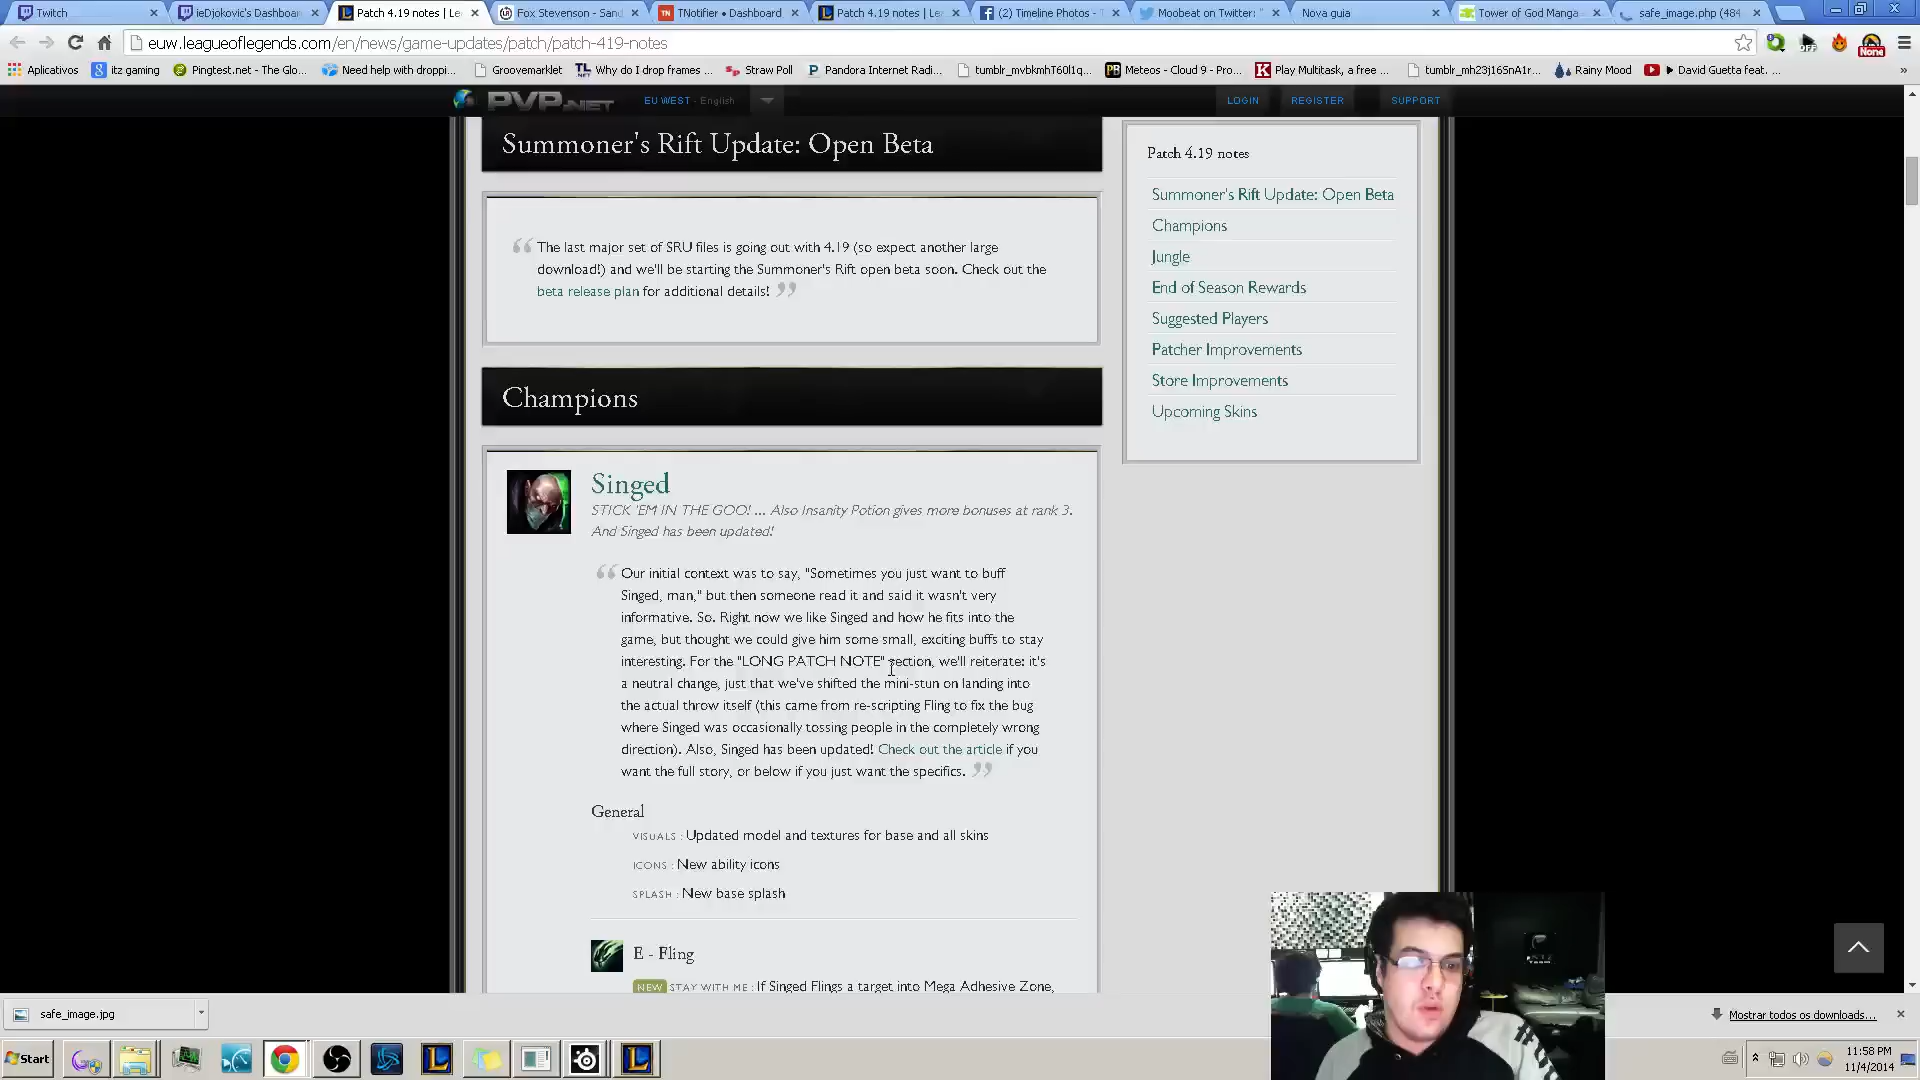 Twitch
ieDjokovic's Dashboar
Patch 4.19 notes | Le
Fox Stevenson - Sand
TNotifier • Dashboard
Patch 4.19 notes | Le
(2) Timeline Photos - T
Moobeat on Twitter: "
Nova guia
Tower of God Manga -
safe_image.php (484
euw.leagueoflegends.com/en/news/game-updates/patch/patch-419-notes
OFF
None
Aplicativos
itz gaming
Pingtest.net - The Glo...
Need help with droppi...
Groovemarklet
Why do I drop frames ...
Straw Poll
Pandora Internet Radi...
tumblr_mvbkmhT60l1q...
Meteos - Cloud 9 - Pro...
Play Multitask, a free ...
tumblr_mh23j165nA1r...
Rainy Mood
► David Guetta feat. ...
»
PVP.NET
EU WEST - English
LOGIN
REGISTER
SUPPORT
Summoner's Rift Update: Open Beta
“ The last major set of SRU files is going out with 4.19 (so expect another large
download!) and we'll be starting the Summoner's Rift open beta soon. Check out the
beta release plan for additional details! ”
Champions
Singed
STICK 'EM IN THE GOO! ... Also Insanity Potion gives more bonuses at rank 3.
And Singed has been updated!
“ Our initial context was to say, "Sometimes you just want to buff
Singed, man," but then someone read it and said it wasn't very
informative. So. Right now we like Singed and how he fits into the
game, but thought we could give him some small, exciting buffs to stay
interesting. For the "LONG PATCH NOTE" section, we'll reiterate: it's
a neutral change, just that we've shifted the mini-stun on landing into
the actual throw itself (this came from re-scripting Fling to fix the bug
where Singed was occasionally tossing people in the completely wrong
direction). Also, Singed has been updated! Check out the article if you
want the full story, or below if you just want the specifics. ”
General
VISUALS : Updated model and textures for base and all skins
ICONS : New ability icons
SPLASH : New base splash
E - Fling
NEW STAY WITH ME : If Singed Flings a target into Mega Adhesive Zone,
Patch 4.19 notes
Summoner's Rift Update: Open Beta
Champions
Jungle
End of Season Rewards
Suggested Players
Patcher Improvements
Store Improvements
Upcoming Skins
safe_image.jpg
Mostrar todos os downloads...
Start
11:58 PM
11/4/2014